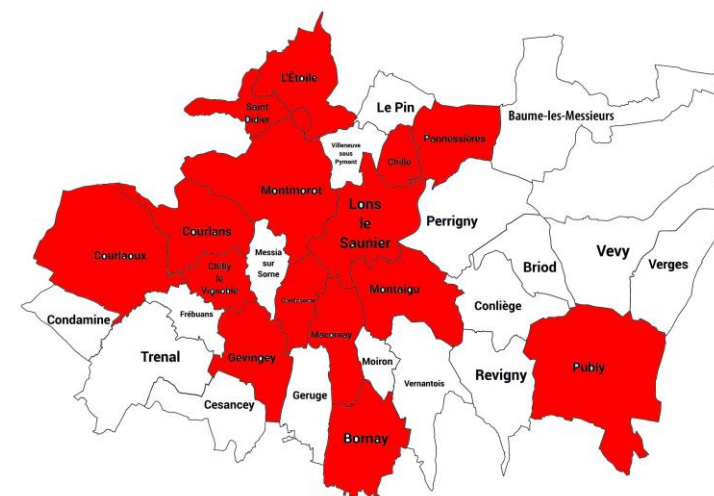 L'Étoile
Saint
Didier
Le Pin
Baume-les-Messieurs
Villeneuve
sous
Pymont
Chille
Pannessières
Montmorot
Lons
le
Saunier
Perrigny
Courlans
Courlaoux
Messia
sur
Sorne
Chilly
le
Vignoble
Briod
Vevy
Verges
Montaigu
Conliège
Condamine
Frébuans
Macornay
Trenal
Gevingey
Moiron
Publy
Revigny
Vernantois
Geruge
Cesancey
Bornay